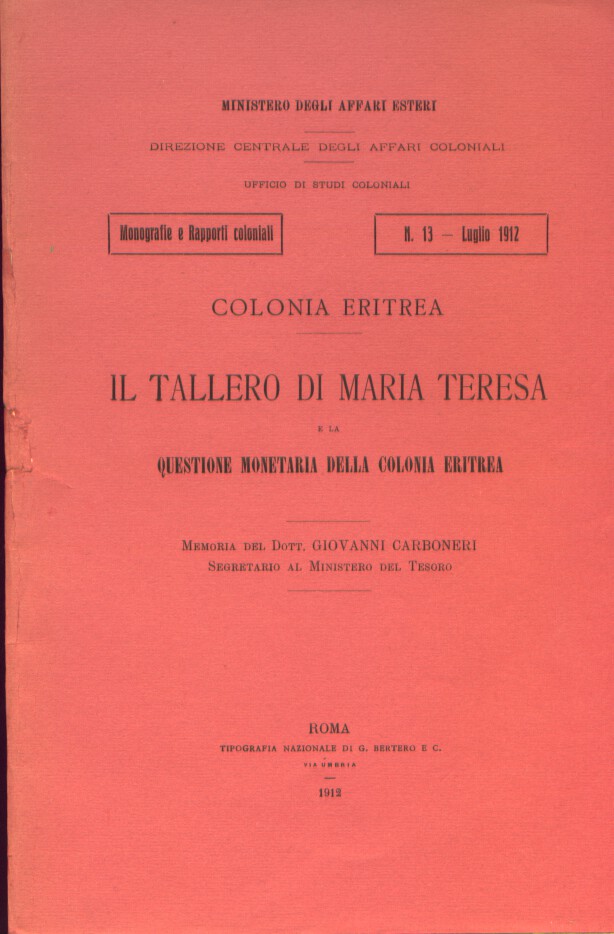 MINISTERO DEGLI AFFARI ESTERI
DIREZIONE CENTRALE DEGLI AFFARI COLONIALI
UFFICIO DI STUDI COLONIALI
Monografie e Rapporti coloniali
N. 13 — Luglio 1912
COLONIA ERITREA
IL TALLERO DI MARIA TERESA
E LA
QUESTIONE MONETARIA DELLA COLONIA ERITREA
MEMORIA DEL DOTT. GIOVANNI CARBONERI
SEGRETARIO AL MINISTERO DEL TESORO
ROMA
TIPOGRAFIA NAZIONALE DI G. BERTERO E C.
VIA UMBRIA
1912